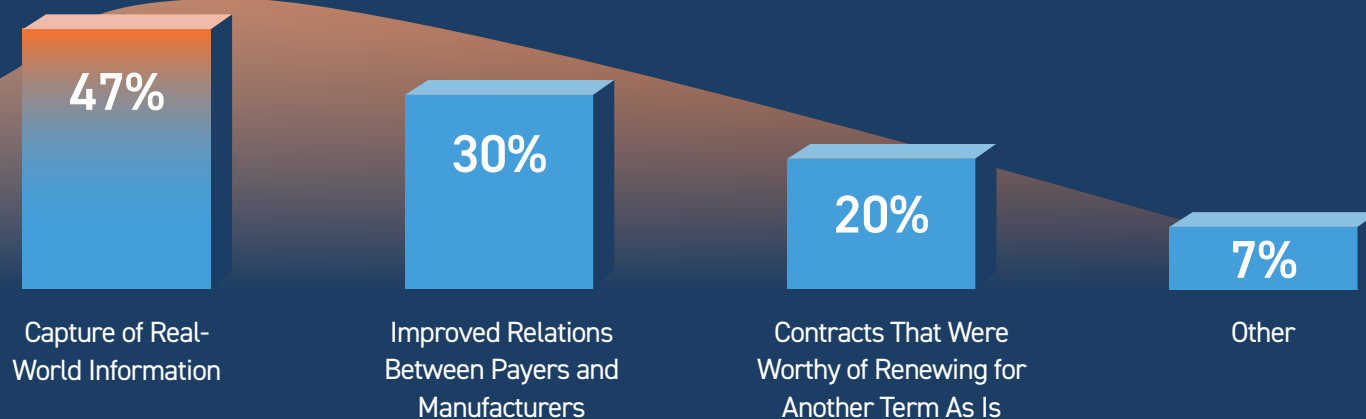 47%
30%
20%
7%
Capture of Real-
World Information
Improved Relations
Between Payers and
Manufacturers
Contracts That Were
Worthy of Renewing for
Another Term As Is
Other